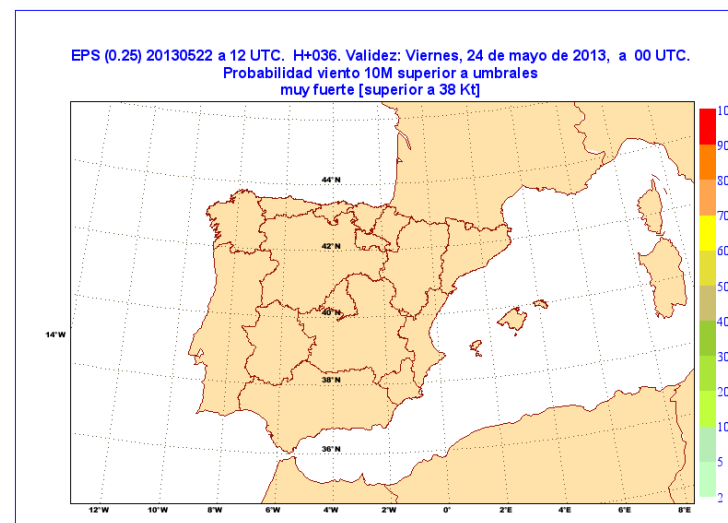 EPS (0.25) 20130522 a 12 UTC. H+036. Validez: Viernes, 24 de mayo de 2013, a 00 UTC.
Probabilidad viento 10M superior a umbrales
muy fuerte [superior a 38 Kt]
44°N
42°N
40°N
38°N
36°N
14°W
12°W 10°W 8°W 6°W 4°W 2°W 0° 2°E 4°E 6°E 8°E
10
90
80
70
60
50
40
30
20
10
5
2